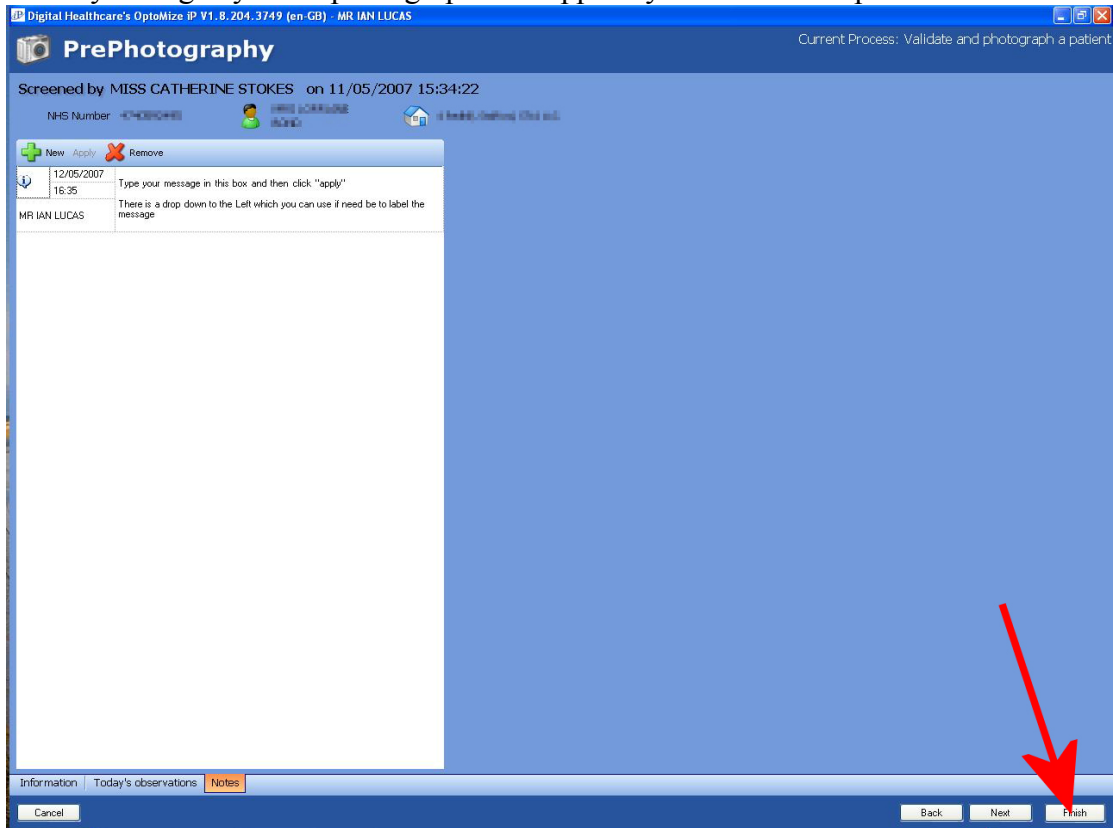 Digital Healthcare's OptoMize iP V1.8.204.3749 (en-GB) - MR IAN LUCAS
PrePhotography
Current Process: Validate and photograph a patient
Screened by MISS CATHERINE STOKES on 11/05/2007 15:34:22
NHS Number
New Apply Remove
12/05/2007
16:35
MR IAN LUCAS
Type your message in this box and then click "apply"
There is a drop down to the Left which you can use if need be to label the
message
Information Today's observations Notes
Cancel Back Next Finish